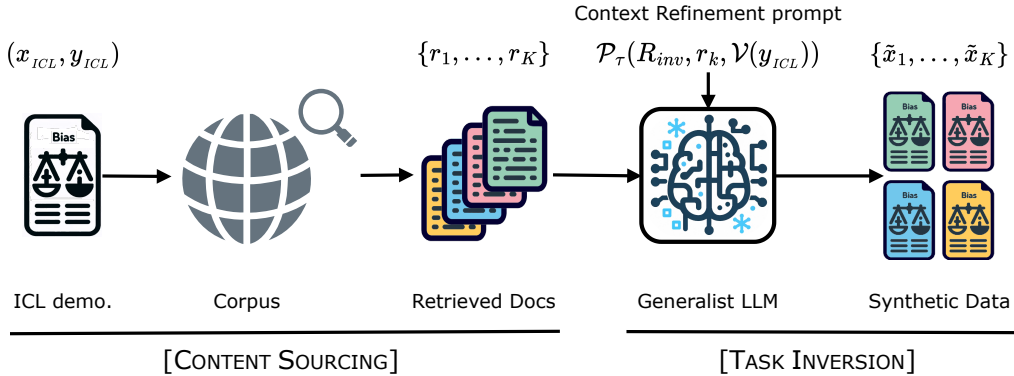 Context Refinement prompt
(x_ICL, y_ICL)
{r_1, . . . , r_K}
P_τ(R_inv, r_k, V(y_ICL))
{x̃_1, . . . , x̃_K}
Bias
Bias
Bias
Bias
Bias
ICL demo.
Corpus
Retrieved Docs
Generalist LLM
Synthetic Data
[CONTENT SOURCING]
[TASK INVERSION]